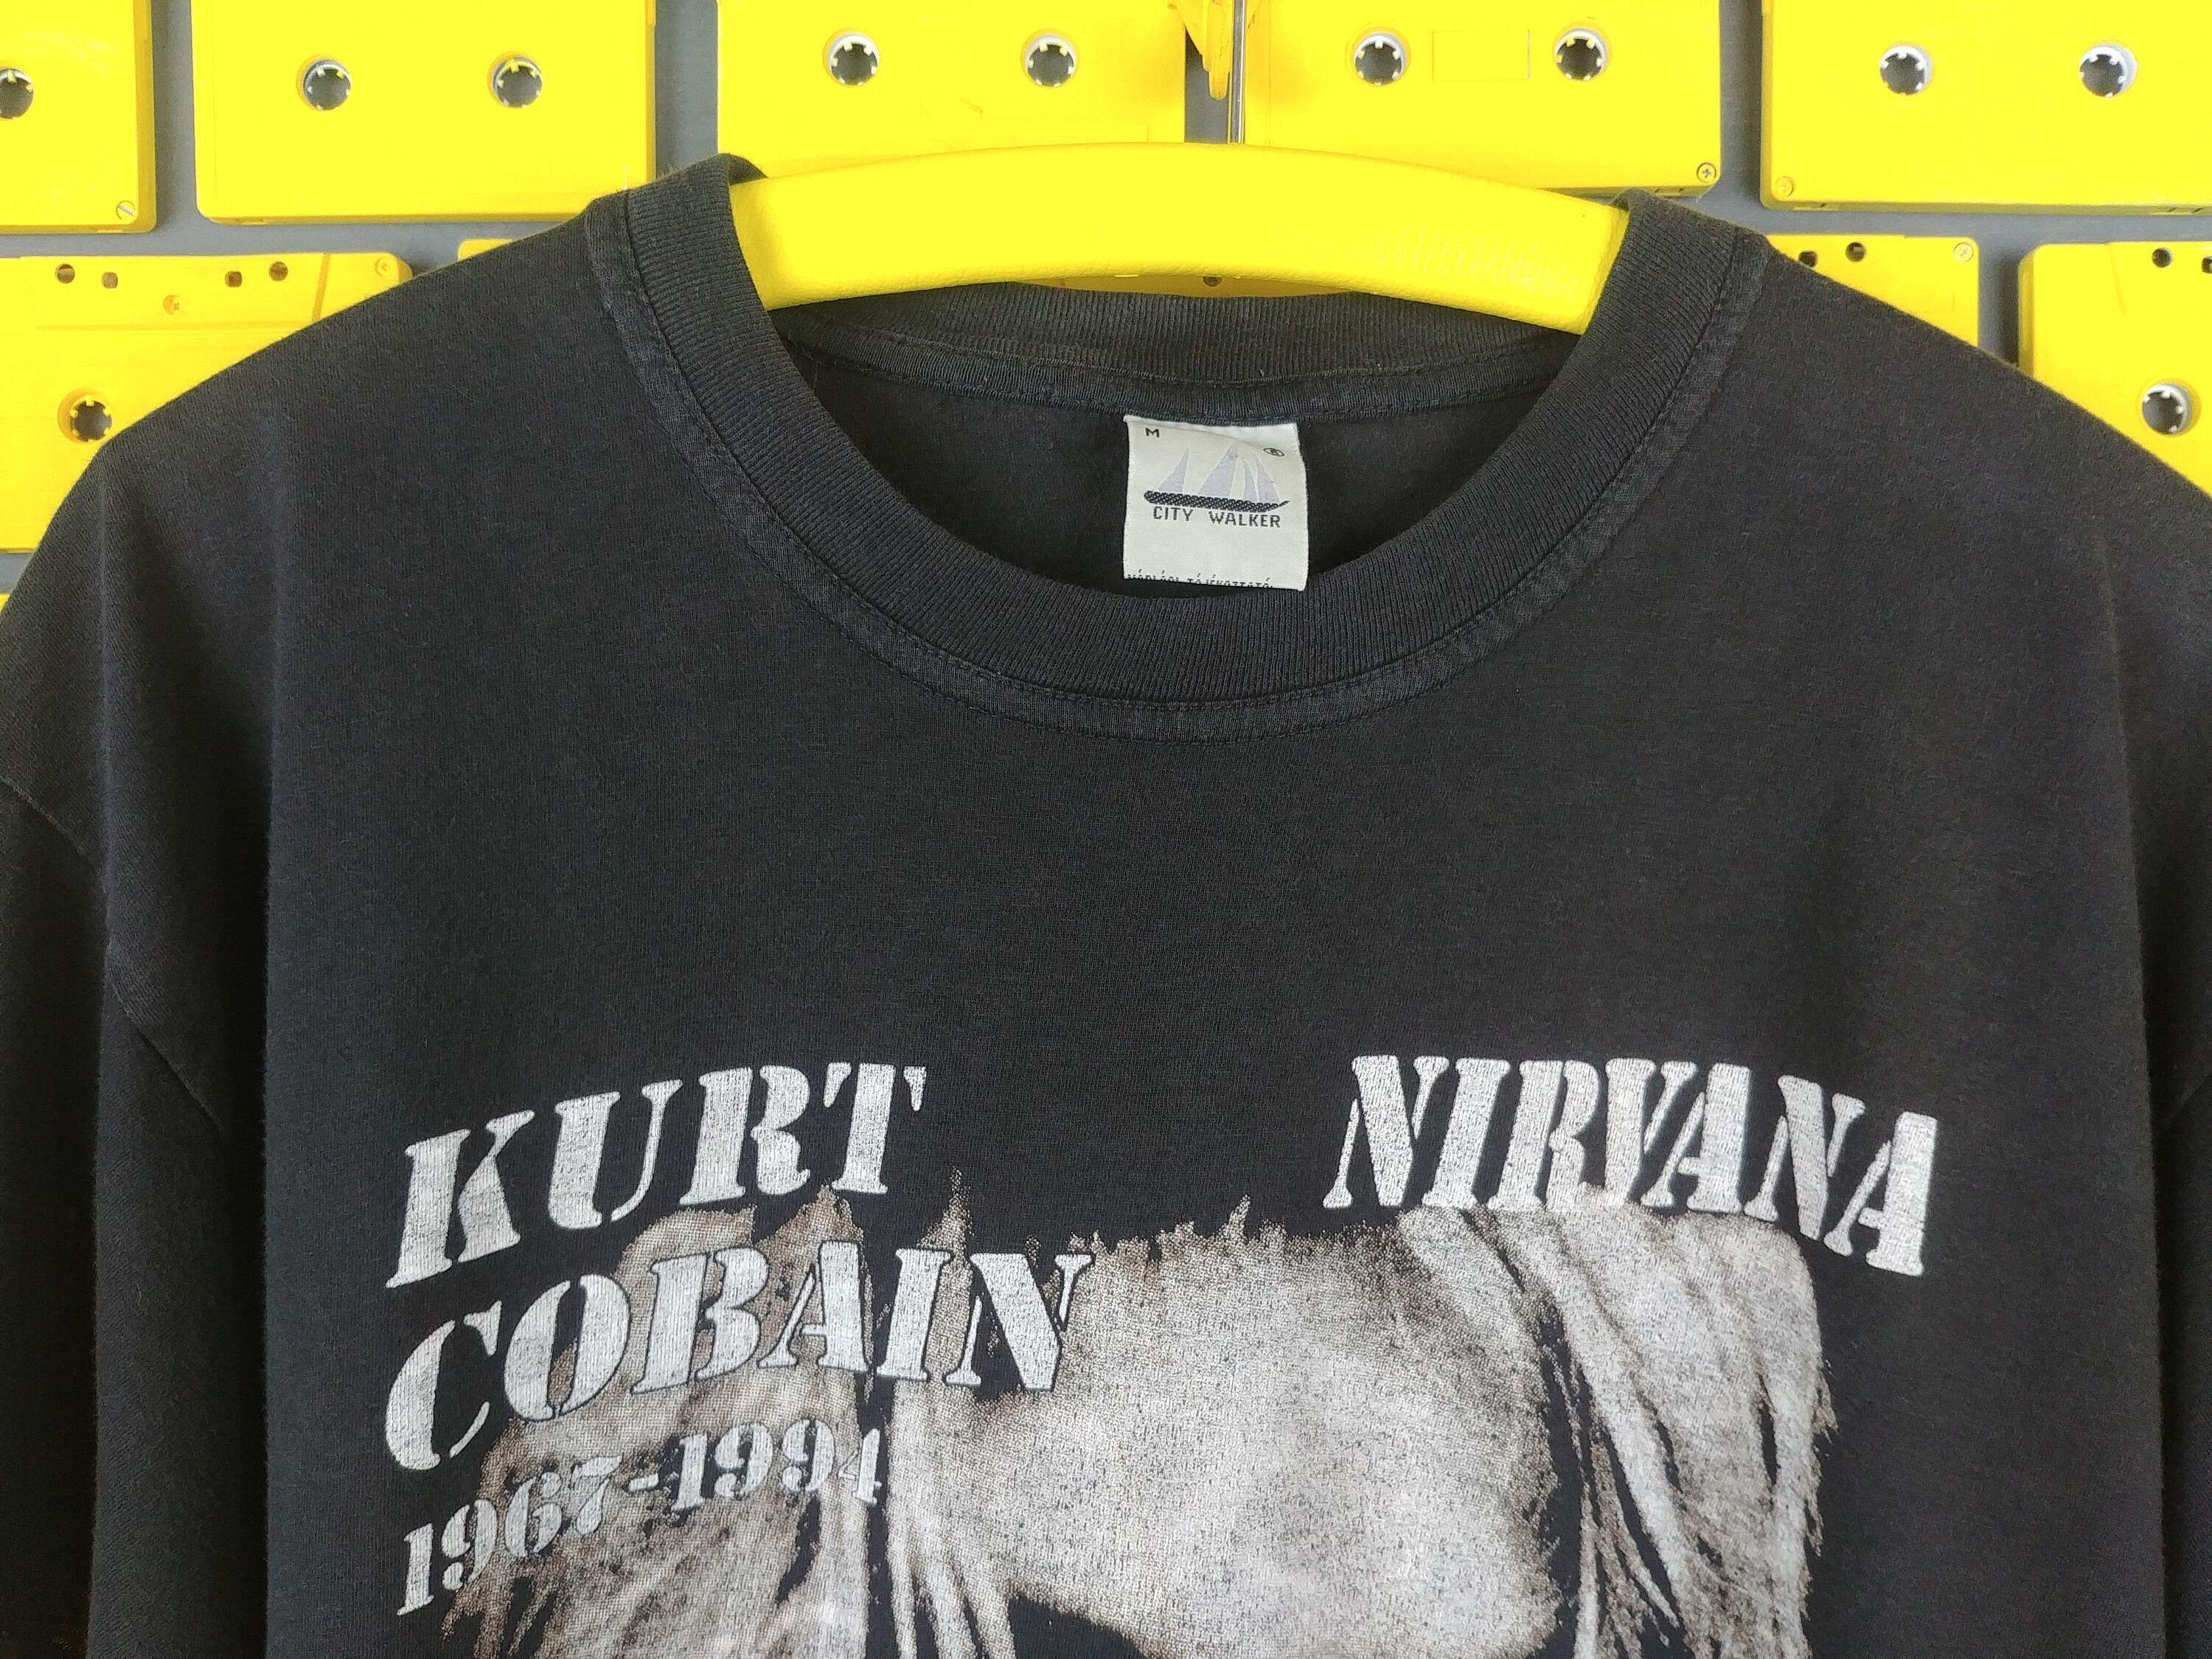 M
®
CITY WALKER
KURT
COBAIN
1967-1994
NIRVANA